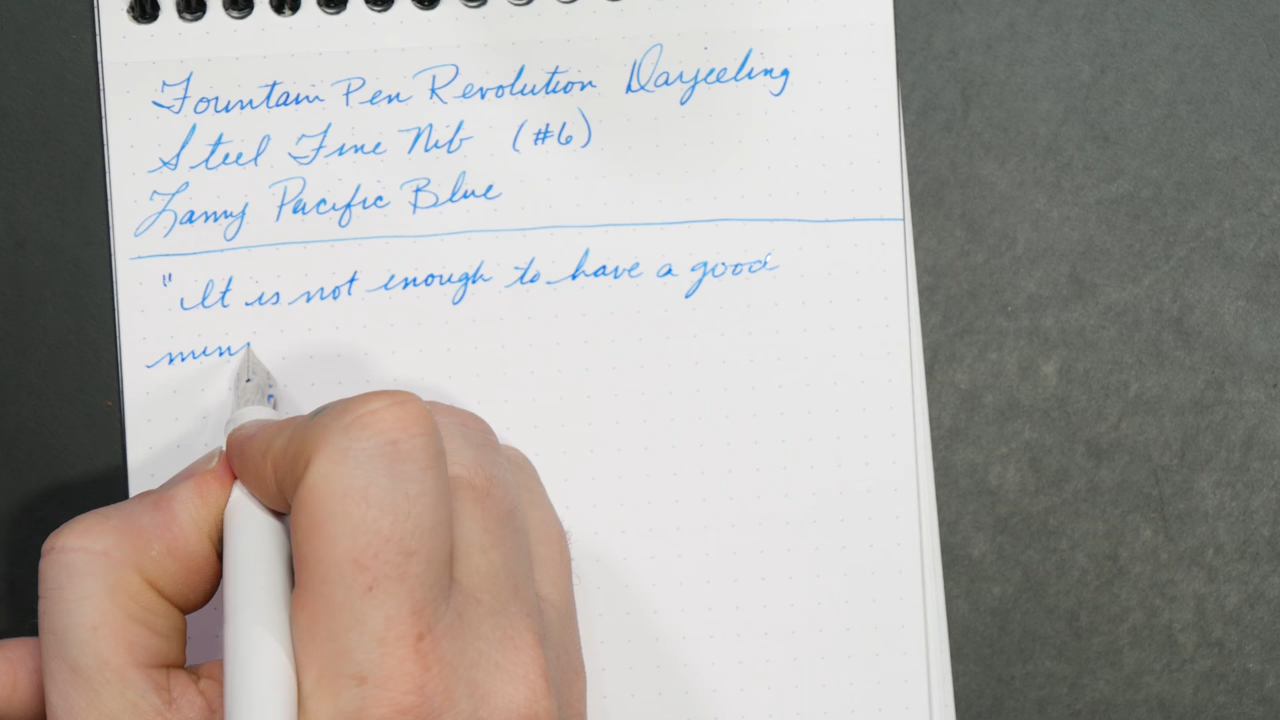 Fountain Pen Revolution Darjeeling
Steel Fine Nib (#6)
Lamy Pacific Blue
"It is not enough to have a good